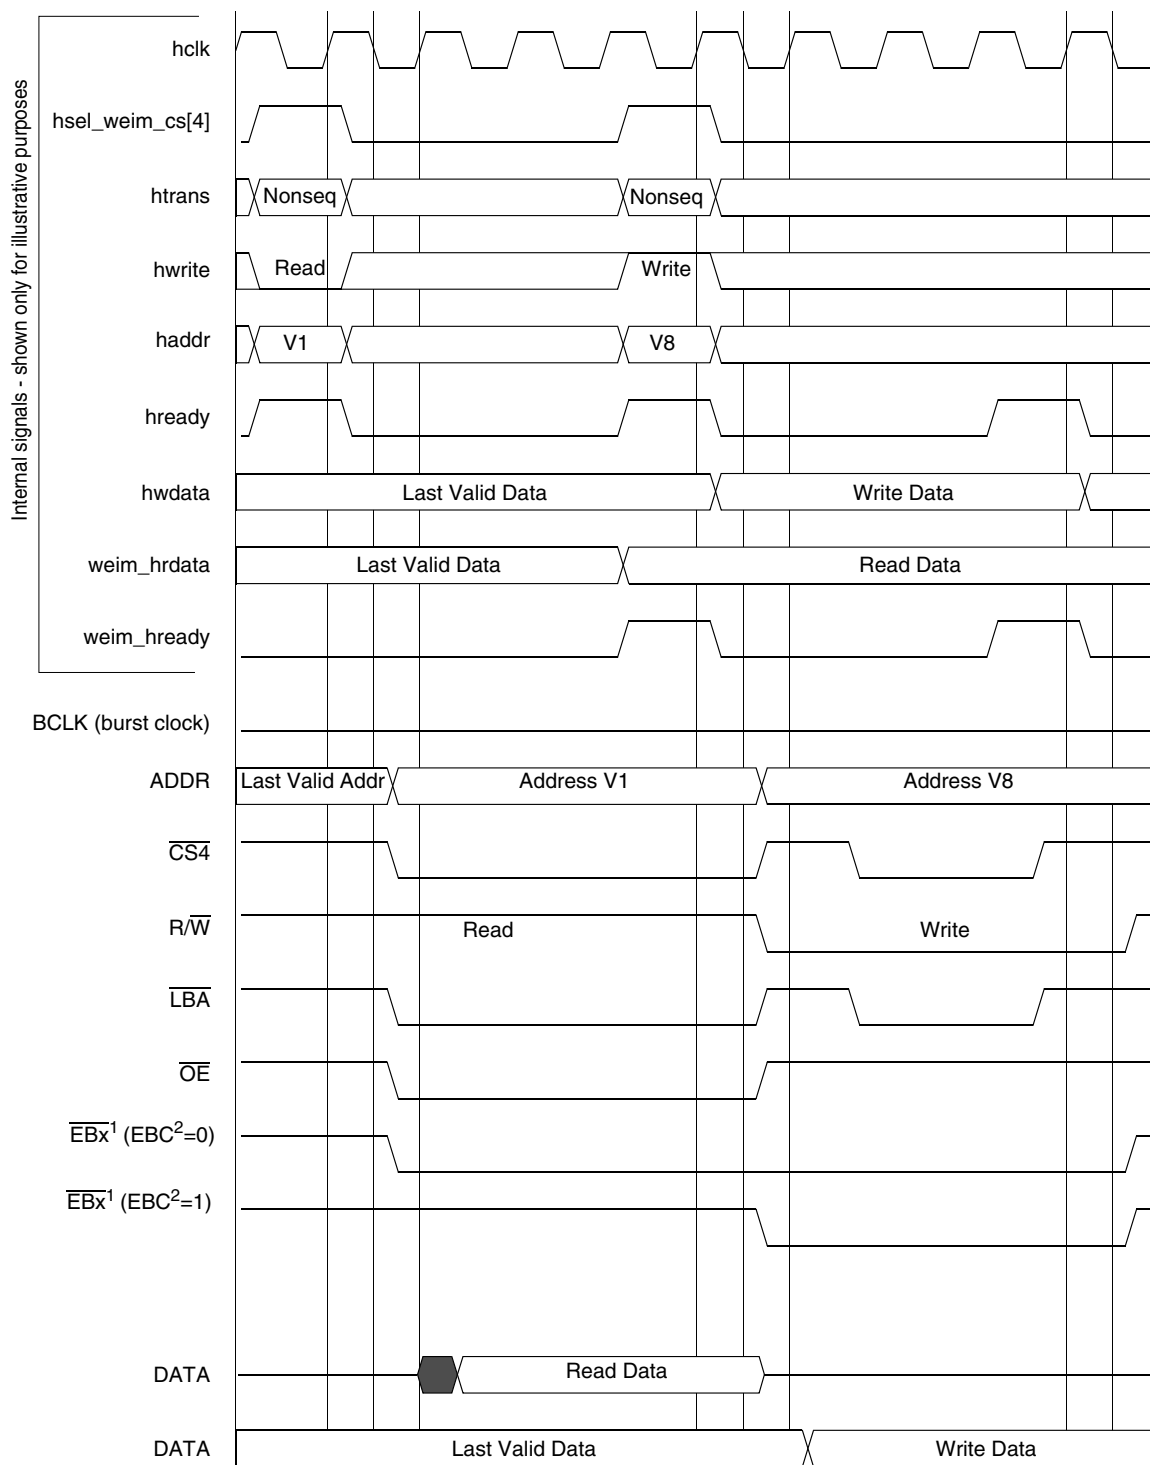 Internal signals - shown only for illustrative purposes
hclk
hsel_weim_cs[4]
htrans Nonseq Nonseq
hwrite Read Write
haddr V1 V8
hready
hwdata Last Valid Data Write Data
weim_hrdata Last Valid Data Read Data
weim_hready
BCLK (burst clock)
ADDR Last Valid Addr Address V1 Address V8
CS4
R/W Read Write
LBA
OE
EBx1 (EBC2=0)
EBx1 (EBC2=1)
DATA Read Data
DATA Last Valid Data Write Data